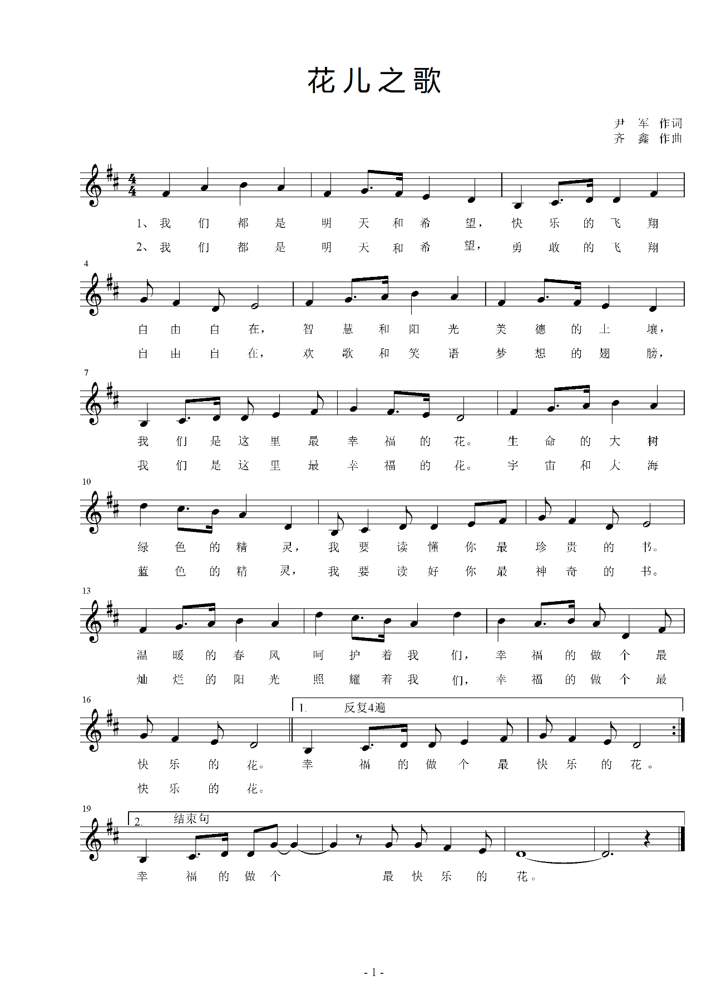 花儿之歌
尹 军 作词
齐 鑫 作曲
4
4
1、我 们 都 是 明 天 和 希 望， 快 乐 的 飞 翔
2、我 们 都 是 明 天 和 希 望， 勇 敢 的 飞 翔
4
自 由 自 在， 智 慧 和 阳 光 美 德 的 土 壤，
自 由 自 在， 欢 歌 和 笑 语 梦 想 的 翅 膀，
7
我 们 是 这 里 最 幸 福 的 花。 生 命 的 大 树
我 们 是 这 里 最 幸 福 的 花。 宇 宙 和 大 海
10
绿 色 的 精 灵， 我 要 读 懂 你 最 珍 贵 的 书。
蓝 色 的 精 灵， 我 要 读 好 你 最 神 奇 的 书。
13
温 暖 的 春 风 呵 护 着 我 们， 幸 福 的 做 个 最
灿 烂 的 阳 光 照 耀 着 我 们， 幸 福 的 做 个 最
16
1. 反复4遍
快 乐 的 花。 幸 福 的 做 个 最 快 乐 的 花。
快 乐 的 花。
19
2. 结束句
幸 福 的 做 个 最 快 乐 的 花。
- 1 -